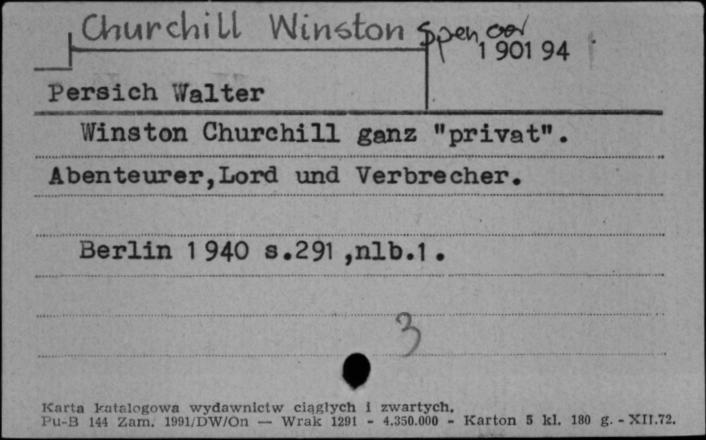 Churchill Winston Spencer
1 901 94
Persich Walter
Winston Churchill ganz "privat".
Abenteurer,Lord und Verbrecher.
Berlin 1940 s.291,nlb.1.
3
Karta katalogowa wydawnictw ciągłych i zwartych.
Pu-B 144 Zam. 1991/DW/On — Wrak 1291 - 4.350.000 - Karton 5 kl. 180 g. - XII.72.